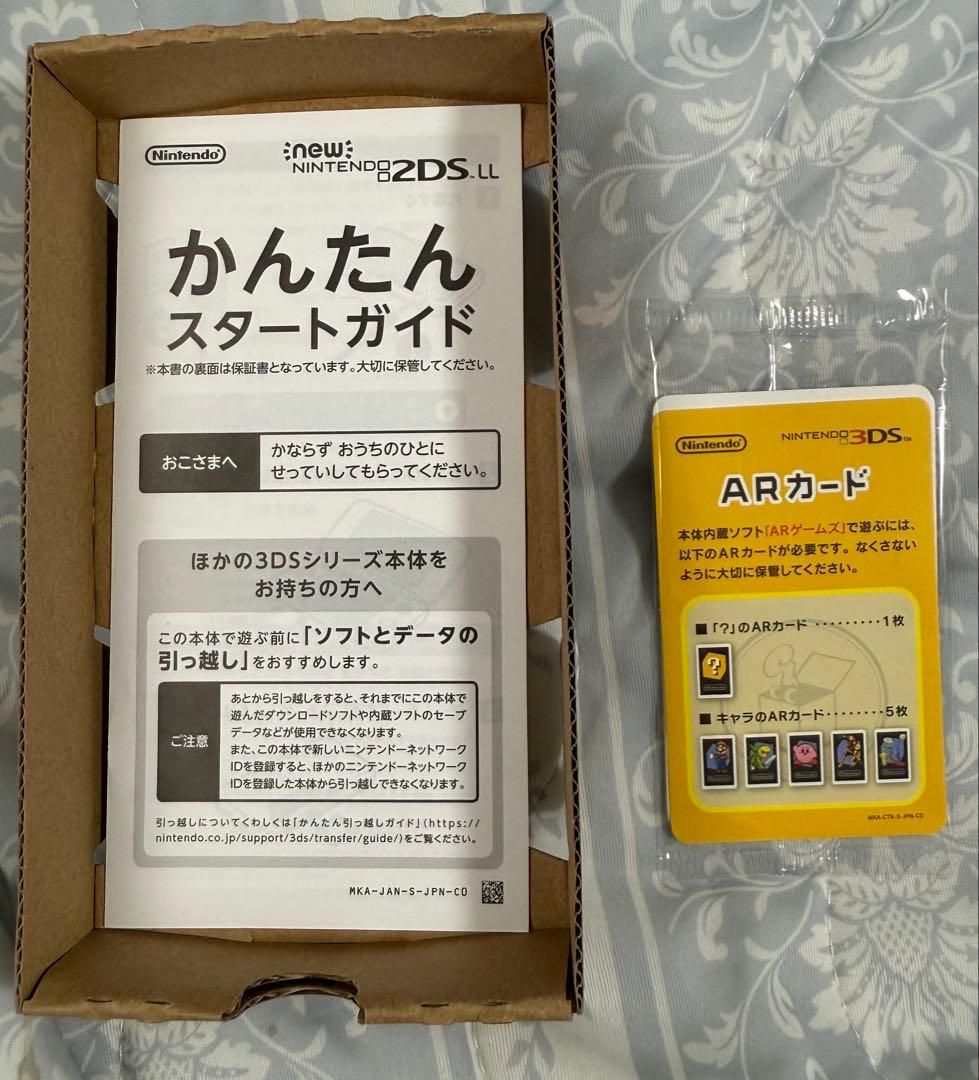 Nintendo
new
NINTENDO 2DS LL
かんたん
スタートガイド
※本書の裏面は保証書となっています。大切に保管してください。
おこさまへ
かならず おうちのひとに
せっていしてもらってください。
ほかの3DSシリーズ本体を
お持ちの方へ
この本体で遊ぶ前に「ソフトとデータの
引っ越し」をおすすめします。
ご注意
あとから引っ越しをすると、それまでにこの本体で
遊んだダウンロードソフトや内蔵ソフトのセーブ
データなどが使用できなくなります。
また、この本体で新しいニンテンドーネットワーク
IDを登録すると、ほかのニンテンドーネットワーク
IDを登録した本体から引っ越しできなくなります。
引っ越しについてくわしくは「かんたん引っ越しガイド」(https://
nintendo.co.jp/support/3ds/transfer/guide/)をご覧ください。
MKA-JAN-S-JPN-C0
Nintendo
NINTENDO 3DS™
ARカード
本体内蔵ソフト「ARゲームズ」で遊ぶには、
以下のARカードが必要です。なくさない
ように大切に保管してください。
■「?」のARカード ・・・・・・・・・1枚
?
■ キャラのARカード・・・・・・・・5枚
MAA-CTR-S-JPN-C0